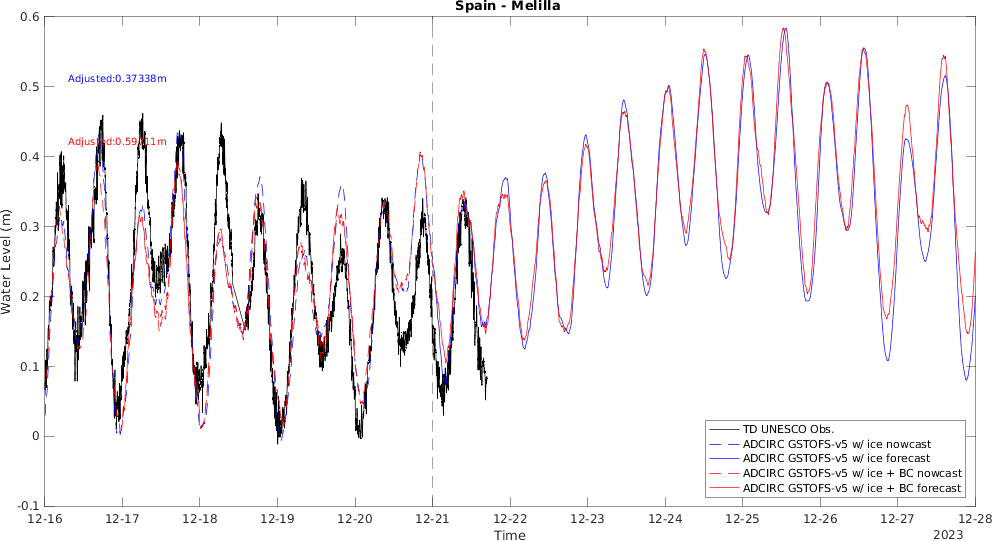 Spain - Melilla
0.6
0.5
0.4
0.3
0.2
0.1
0
-0.1
Water Level (m)
Adjusted:0.37338m
TD UNESCO Obs.
ADCIRC GSTOFS-v5 w/ ice nowcast
ADCIRC GSTOFS-v5 w/ ice forecast
ADCIRC GSTOFS-v5 w/ ice + BC nowcast
ADCIRC GSTOFS-v5 w/ ice + BC forecast
12-16 12-17 12-18 12-19 12-20 12-21 12-22 12-23 12-24 12-25 12-26 12-27 12-28
Time
2023